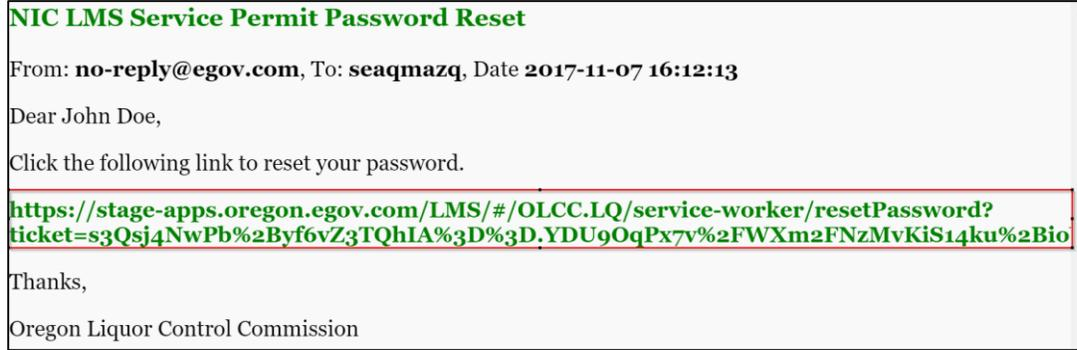 NIC LMS Service Permit Password Reset
From: no-reply@egov.com, To: seaqmazq, Date 2017-11-07 16:12:13
Dear John Doe,
Click the following link to reset your password.
https://stage-apps.oregon.egov.com/LMS/#/OLCC.LQ/service-worker/resetPassword?
ticket=s3Qsj4NwPb%2Byf6vZ3TQhIA%3D%3D.YDU9OqPx7v%2FWXm2FNzMvKiS14ku%2Bio
Thanks,
Oregon Liquor Control Commission